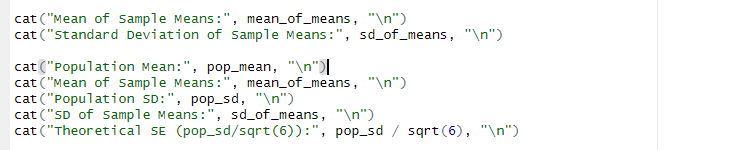 cat("Mean of Sample Means:", mean_of_means, "\n")
cat("Standard Deviation of Sample Means:", sd_of_means, "\n")
cat("Population Mean:", pop_mean, "\n")
cat("Mean of Sample Means:", mean_of_means, "\n")
cat("Population SD:", pop_sd, "\n")
cat("SD of Sample Means:", sd_of_means, "\n")
cat("Theoretical SE (pop_sd/sqrt(6)):", pop_sd / sqrt(6), "\n")